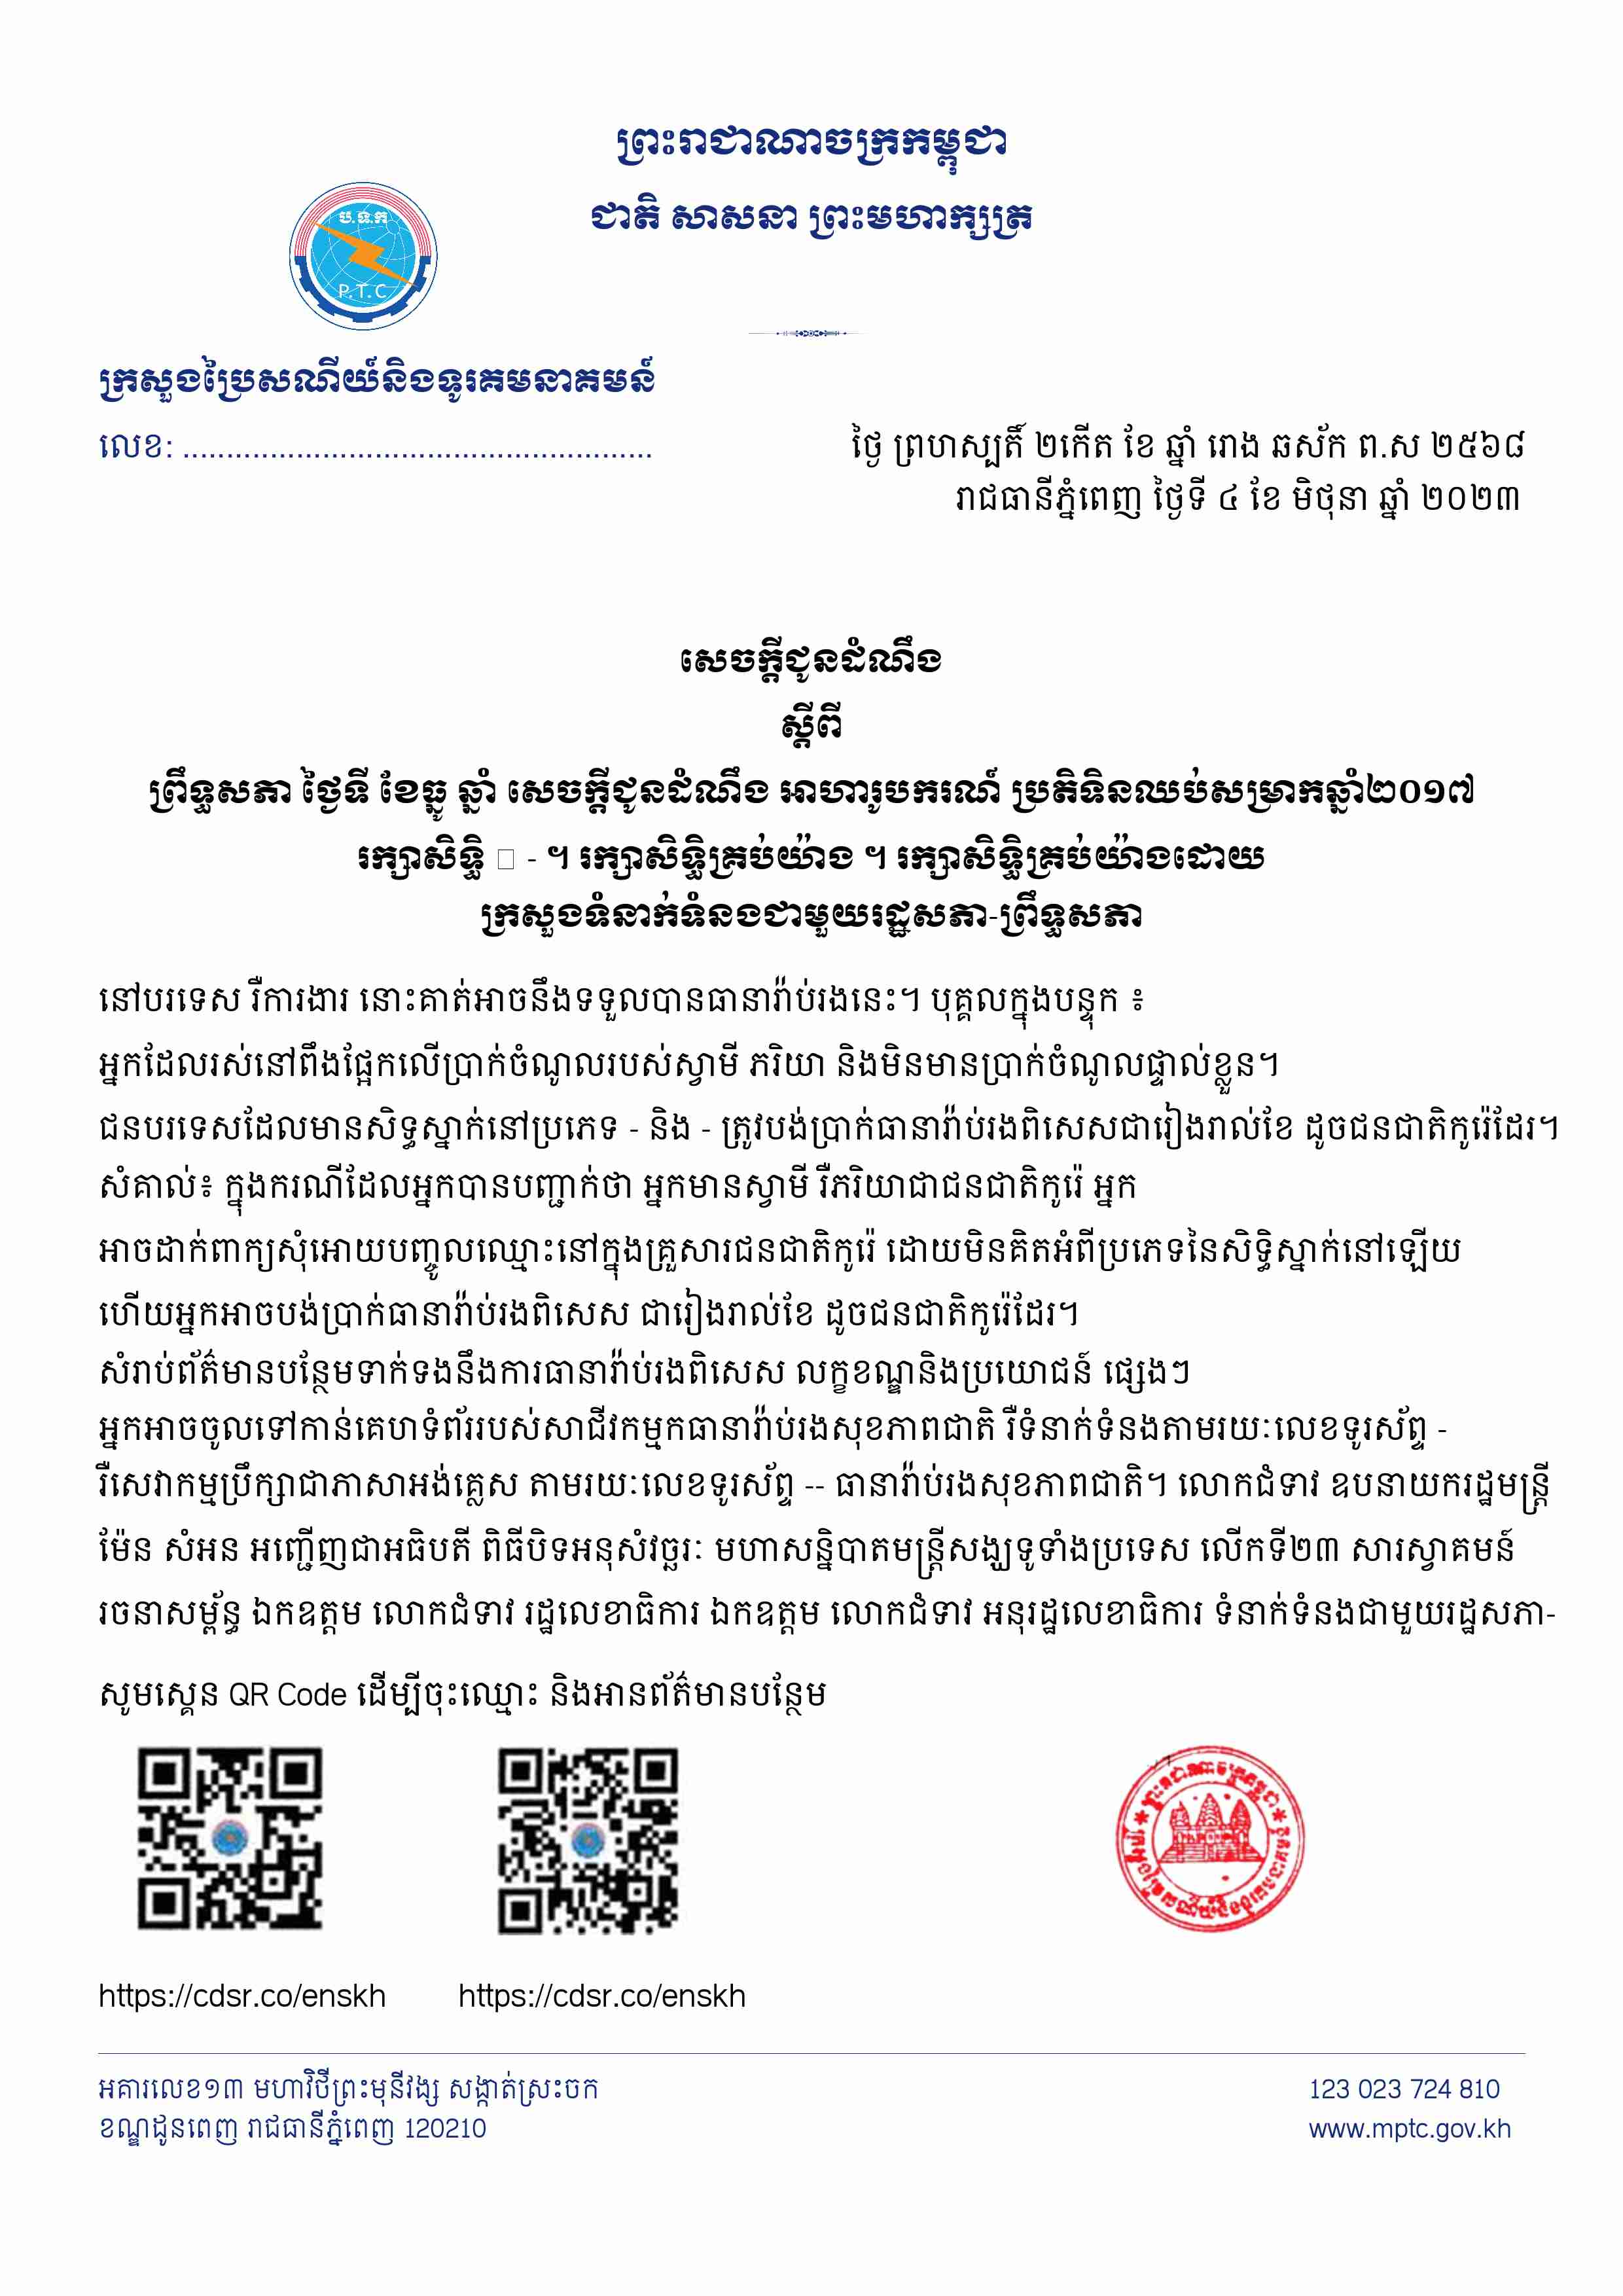 ព្រះរាជាណាចក្រកម្ពុជា
ជាតិ សាសនា ព្រះមហាក្សត្រ
ប.ទ.ក
P.T.C
ក្រសួងប្រៃសណីយ៍និងទូរគមនាគមន៍
លេខ: ......................................................
ថ្ងៃ ព្រហស្បតិ៍ ២កើត ខែ ឆ្នាំ រោង ឆស័ក ព.ស ២៥៦៨
រាជធានីភ្នំពេញ ថ្ងៃទី ៤ ខែ មិថុនា ឆ្នាំ ២០២៣
សេចក្តីជូនដំណឹង
ស្តីពី
ព្រឹទ្ធសភា ថ្ងៃទី ខែធ្នូ ឆ្នាំ សេចក្តីជូនដំណឹង អាហារូបករណ៍ ប្រតិទិនឈប់សម្រាកឆ្នាំ២០១៧
រក្សាសិទ្ធិ - ។ រក្សាសិទ្ធិគ្រប់យ៉ាង ។ រក្សាសិទ្ធិគ្រប់យ៉ាងដោយ
ក្រសួងទំនាក់ទំនងជាមួយរដ្ឋសភា-ព្រឹទ្ធសភា
នៅបរទេស រឺការងារ នោះគាត់អាចនឹងទទួលបានធានារ៉ាប់រងនេះ។ បុគ្គលក្នុងបន្ទុក ៖
អ្នកដែលរស់នៅពឹងផ្អែកលើប្រាក់ចំណូលរបស់ស្វាមី ភរិយា និងមិនមានប្រាក់ចំណូលផ្ទាល់ខ្លួន។
ជនបរទេសដែលមានសិទ្ធស្នាក់នៅប្រភេទ - និង - ត្រូវបង់ប្រាក់ធានារ៉ាប់រងពិសេសជារៀងរាល់ខែ ដូចជនជាតិកូរ៉េដែរ។
សំគាល់៖ ក្នុងករណីដែលអ្នកបានបញ្ជាក់ថា អ្នកមានស្វាមី រឺភរិយាជាជនជាតិកូរ៉េ អ្នក
អាចដាក់ពាក្យសុំអោយបញ្ចូលឈ្មោះនៅក្នុងគ្រួសារជនជាតិកូរ៉េ ដោយមិនគិតអំពីប្រភេទនៃសិទ្ធិស្នាក់នៅឡើយ
ហើយអ្នកអាចបង់ប្រាក់ធានារ៉ាប់រងពិសេស ជារៀងរាល់ខែ ដូចជនជាតិកូរ៉េដែរ។
សំរាប់ព័ត៌មានបន្ថែមទាក់ទងនឹងការធានារ៉ាប់រងពិសេស លក្ខខណ្ឌនិងប្រយោជន៍ ផ្សេងៗ
អ្នកអាចចូលទៅកាន់គេហទំព័ររបស់សាជីវកម្មកធានារ៉ាប់រងសុខភាពជាតិ រឺទំនាក់ទំនងតាមរយៈលេខទូរស័ព្ទ -
រឺសេវាកម្មប្រឹក្សាជាភាសាអង់គ្លេស តាមរយៈលេខទូរស័ព្ទ -- ធានារ៉ាប់រងសុខភាពជាតិ។ លោកជំទាវ ឧបនាយករដ្ឋមន្ត្រី
ម៉ែន សំអន អញ្ជើញជាអធិបតី ពិធីបិទអនុសំវច្ឆរៈ មហាសន្និបាតមន្ត្រីសង្ឃទូទាំងប្រទេស លើកទី២៣ សារស្វាគមន៍
រចនាសម្ព័ន្ធ ឯកឧត្តម លោកជំទាវ រដ្ឋលេខាធិការ ឯកឧត្តម លោកជំទាវ អនុរដ្ឋលេខាធិការ ទំនាក់ទំនងជាមួយរដ្ឋសភា-
សូមស្កេន QR Code ដើម្បីចុះឈ្មោះ និងអានព័ត៌មានបន្ថែម
ព្រះរាជាណាចក្រកម្ពុជា
https://cdsr.co/enskh
https://cdsr.co/enskh
អគារលេខ១៣ មហាវិថីព្រះមុនីវង្ស សង្កាត់ស្រះចក
ខណ្ឌដូនពេញ រាជធានីភ្នំពេញ 120210
123 023 724 810
www.mptc.gov.kh